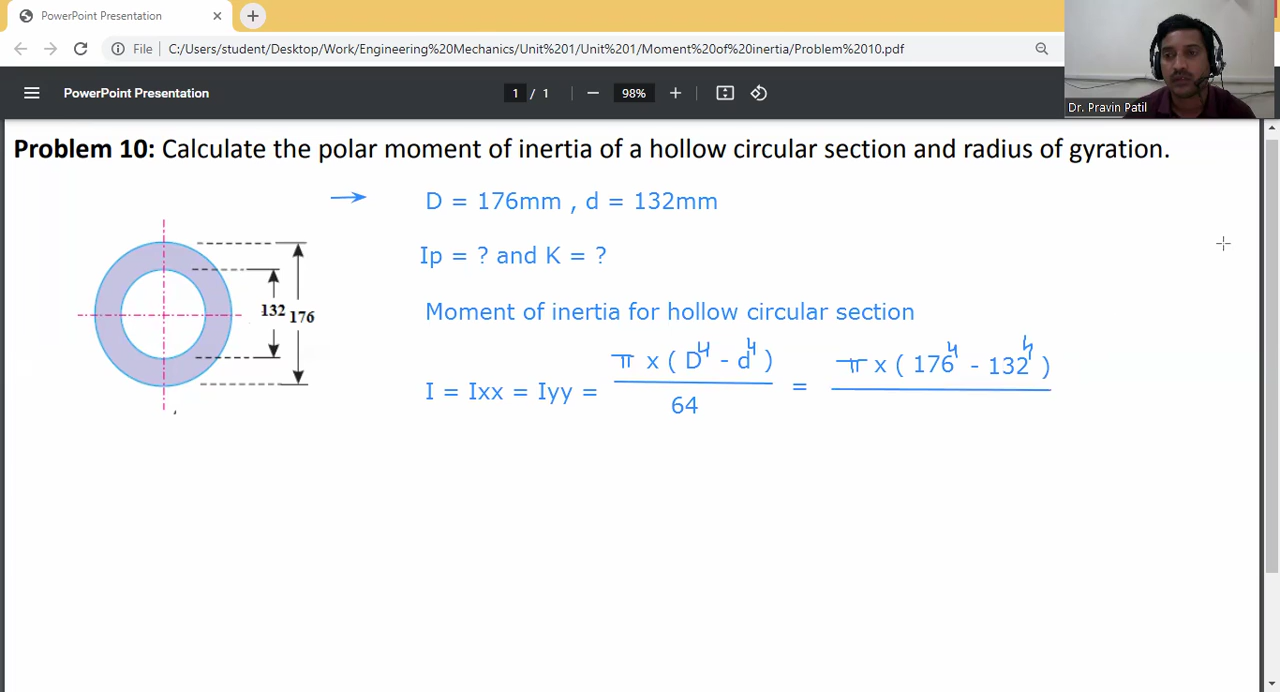 PowerPoint Presentation
File C:/Users/student/Desktop/Work/Engineering%20Mechanics/Unit%201/Unit%201/Moment%20of%20inertia/Problem%2010.pdf
PowerPoint Presentation 1 / 1 98%
Dr. Pravin Patil
Problem 10: Calculate the polar moment of inertia of a hollow circular section and radius of gyration.
→ D = 176mm , d = 132mm
Ip = ? and K = ?
132 176
Moment of inertia for hollow circular section
I = Ixx = Iyy = π x ( D⁴ - d⁴ ) / 64 = π x ( 176⁴ - 132⁴ )